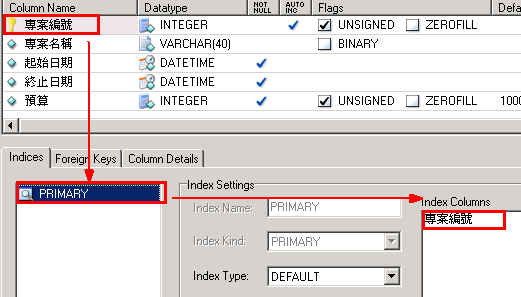 Column Name Datatype NOT NULL AUTO INC Flags Defa
專案編號 INTEGER UNSIGNED ZEROFILL
專案名稱 VARCHAR(40) BINARY
起始日期 DATETIME
終止日期 DATETIME
預算 INTEGER UNSIGNED ZEROFILL 1000
Indices Foreign Keys Column Details
PRIMARY
Index Settings
Index Name: PRIMARY
Index Kind: PRIMARY
Index Type: DEFAULT
Index Columns
專案編號